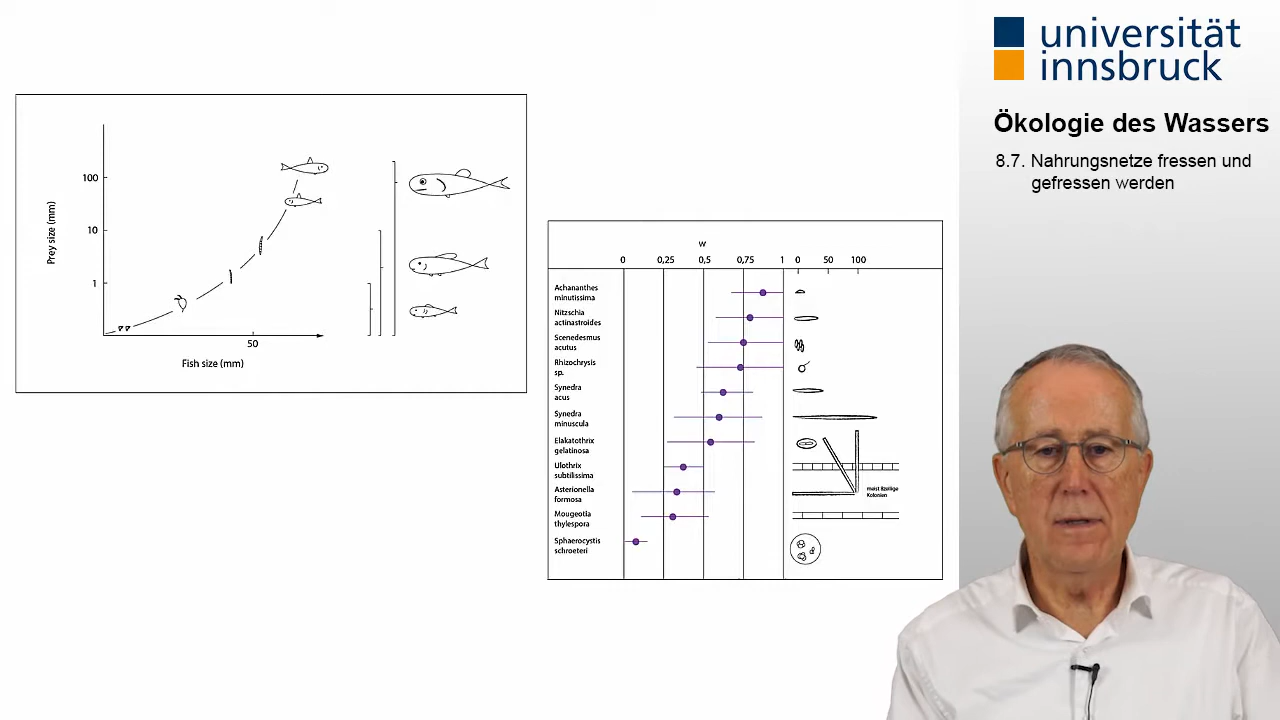 universität
innsbruck
Ökologie des Wassers
8.7. Nahrungsnetze fressen und
gefressen werden
Prey size (mm)
100
10
1
50
Fish size (mm)
w
0 0,25 0,5 0,75 1 0 50 100
Achananthes
minutissima
Nitzschia
actinastroides
Scenedesmus
acutus
Rhizochrysis
sp.
Synedra
acus
Synedra
minuscula
Elakatothrix
gelatinosa
Ulothrix
subtilissima
Asterionella
formosa
meist 8zellige
Kolonien
Mougeotia
thylespora
Sphaerocystis
schroeteri